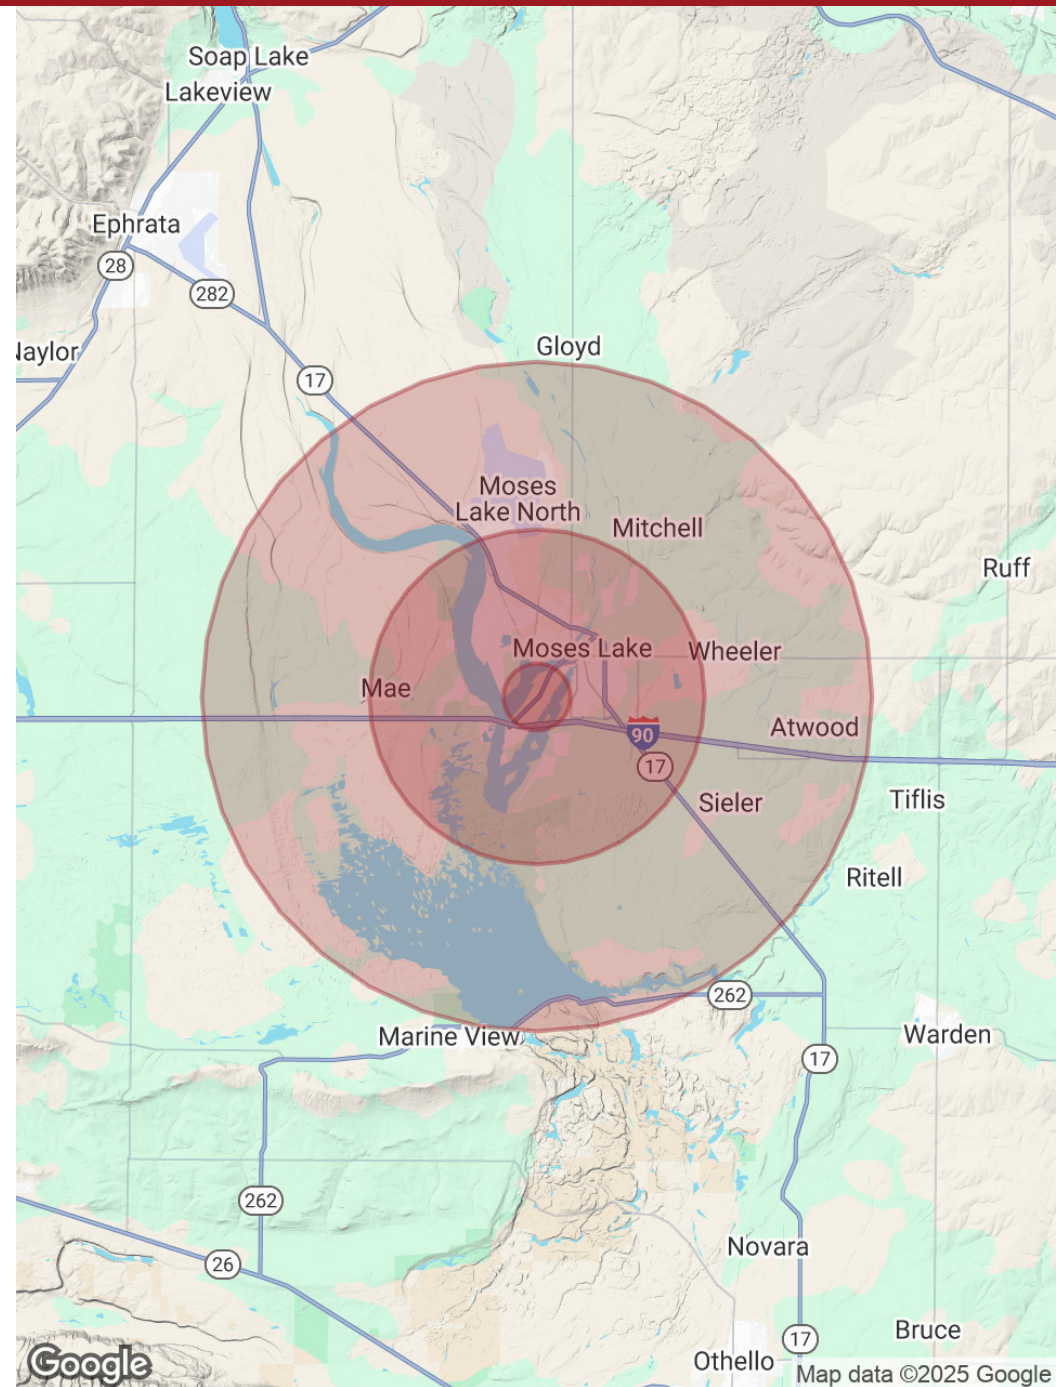 Soap Lake
Lakeview
Ephrata
28
282
Naylor
Gloyd
17
Moses
Lake North
Mitchell
Ruff
Moses Lake
Wheeler
Mae
Atwood
90
17
Tiflis
Sieler
Ritell
262
Marine View
Warden
17
262
Novara
26
Bruce
17
Othello
Google
Map data ©2025 Google